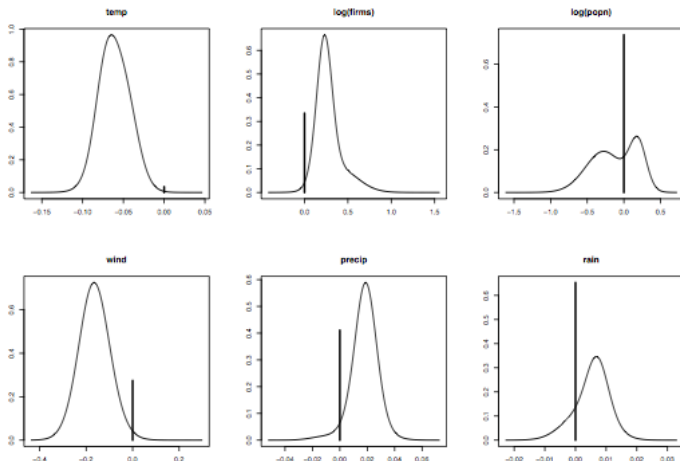 temp
log(firms)
log(popn)
0.0 0.2 0.4 0.6 0.8 1.0
0.0 0.1 0.2 0.3 0.4 0.5 0.6
0.0 0.2 0.4 0.6
−0.15 −0.10 −0.05 0.00 0.05
0.0 0.5 1.0 1.5
−1.5 −1.0 −0.5 0.0 0.5
wind
precip
rain
0.0 0.2 0.4 0.6
0.0 0.1 0.2 0.3 0.4 0.5 0.6
0.0 0.1 0.2 0.3 0.4 0.5 0.6
−0.4 −0.2 0.0 0.2
−0.04 0.00 0.04
−0.02 −0.01 0.00 0.01 0.02 0.03